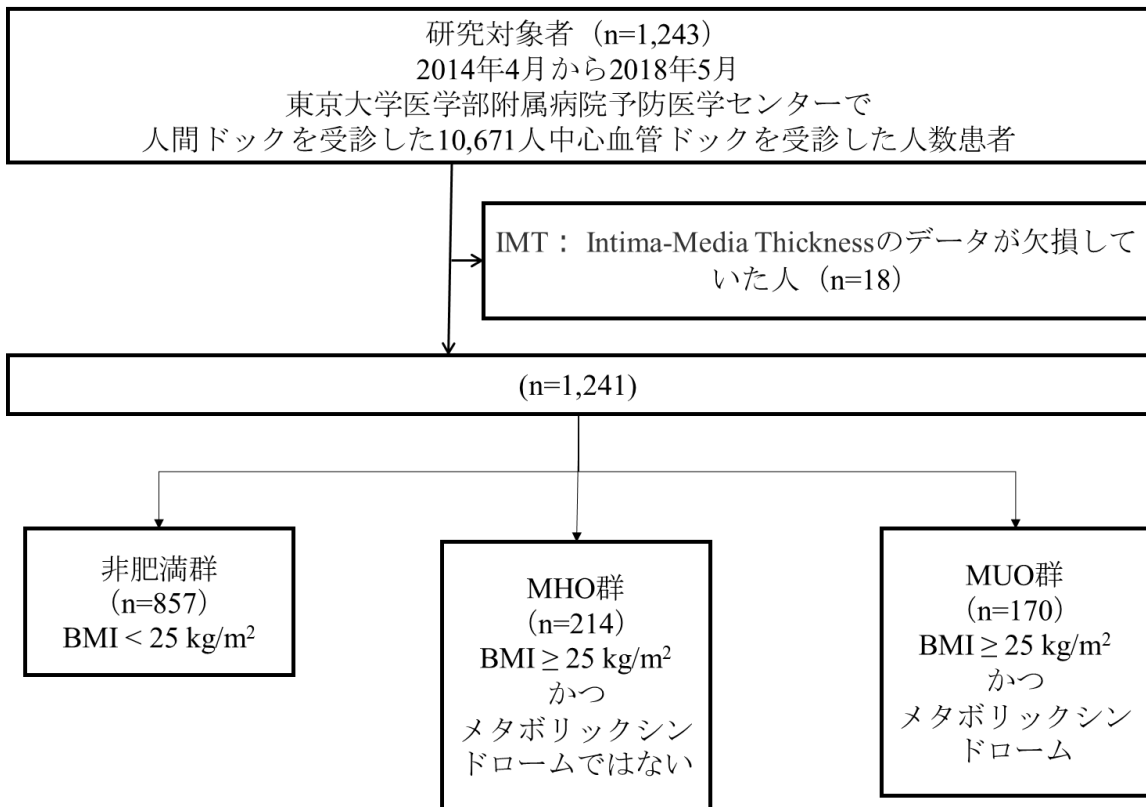 研究対象者（n=1,243）
2014年4月から2018年5月
東京大学医学部附属病院予防医学センターで
人間ドックを受診した10,671人中心血管ドックを受診した人数患者
IMT： Intima-Media Thicknessのデータが欠損して
いた人（n=18）
(n=1,241)
非肥満群
(n=857)
BMI < 25 kg/m²
MHO群
(n=214)
BMI ≥ 25 kg/m²
かつ
メタボリックシン
ドロームではない
MUO群
(n=170)
BMI ≥ 25 kg/m²
かつ
メタボリックシン
ドローム